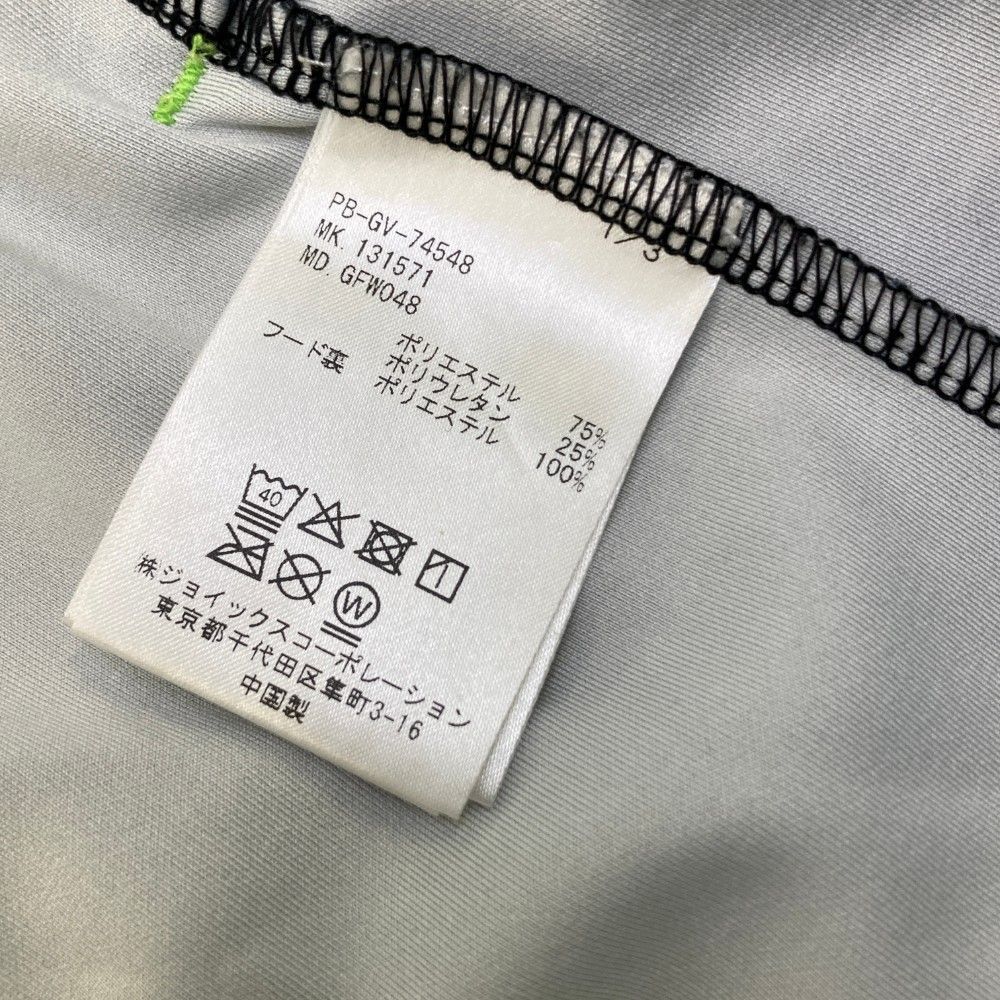 1/3
PB-GV-74548
MK 131571
MD. GFW048
ポリエステル 75%
ポリウレタン 25%
フード裏 ポリエステル 100%
40
W
株ジョイックスコーポレーション
東京都千代田区隼町3-16
中国製